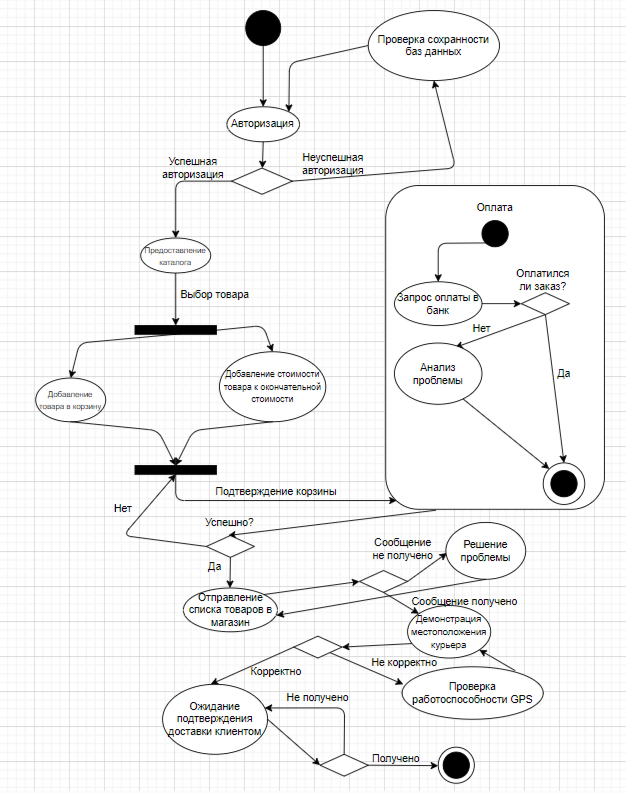 Проверка сохранности
баз данных
Авторизация
Успешная
авторизация
Неуспешная
авторизация
Предоставление
каталога
Выбор товара
Добавление
товара в корзину
Добавление стоимости
товара к окончательной
стоимости
Оплата
Запрос оплаты в
банк
Оплатился
ли заказ?
Нет
Анализ
проблемы
Да
Подтверждение корзины
Нет
Успешно?
Да
Отправление
списка товаров в
магазин
Сообщение
не получено
Решение
проблемы
Сообщение получено
Демонстрация
местоположения
курьера
Корректно
Не корректно
Проверка
работоспособности GPS
Ожидание
подтверждения
доставки клиентом
Не получено
Получено